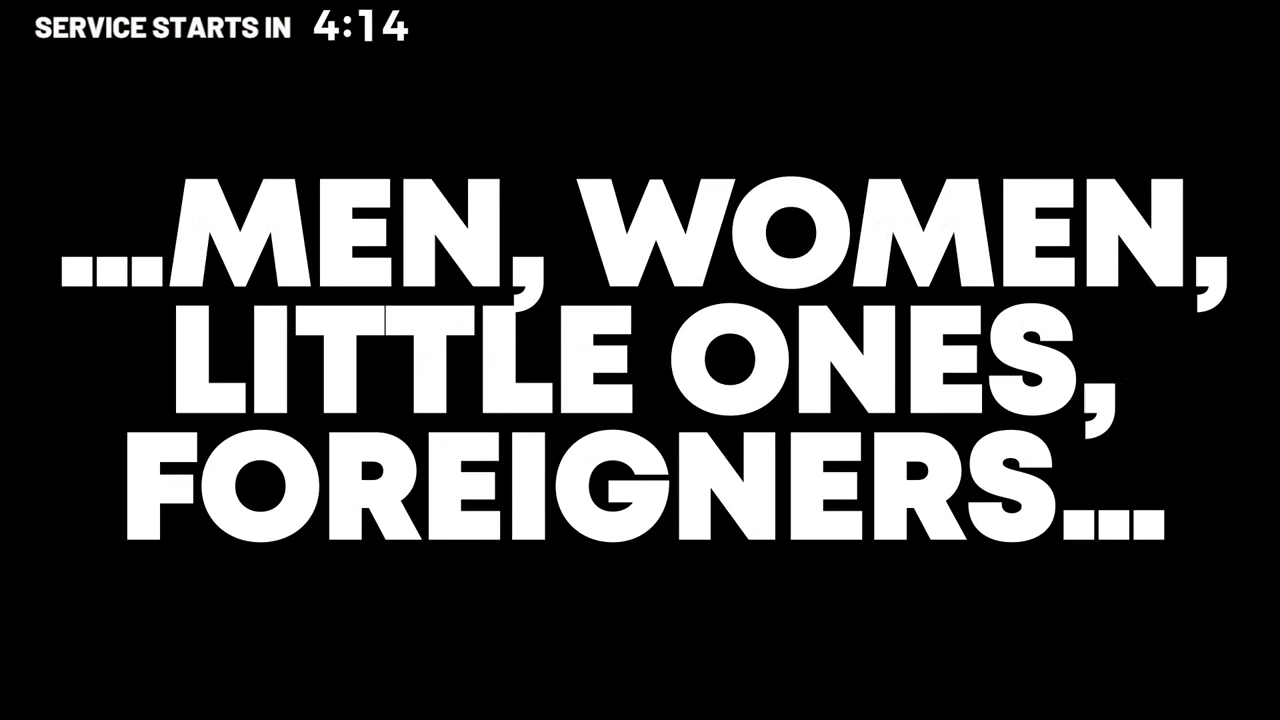 SERVICE STARTS IN 4:14
...MEN, WOMEN,
LITTLE ONES,
FOREIGNERS...